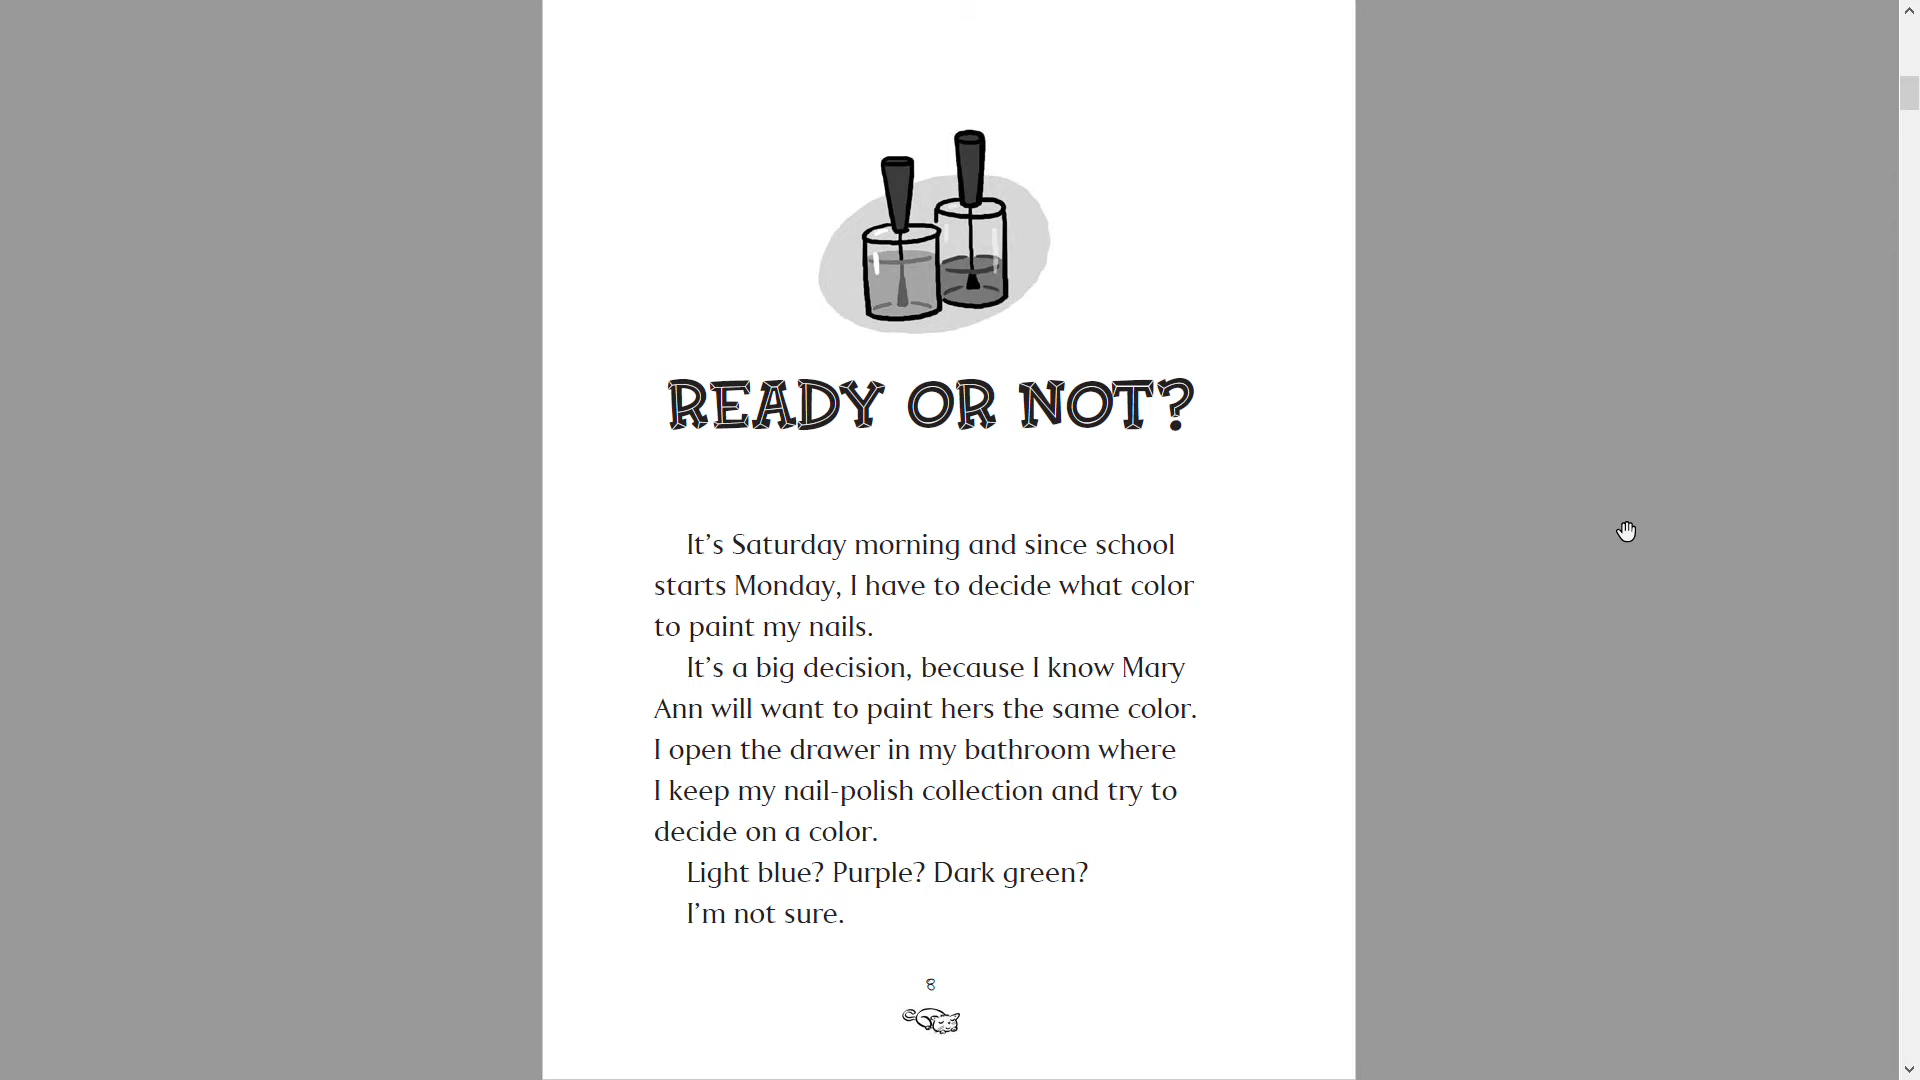 READY OR NOT?
It’s Saturday morning and since school
starts Monday, I have to decide what color
to paint my nails.
It’s a big decision, because I know Mary
Ann will want to paint hers the same color.
I open the drawer in my bathroom where
I keep my nail-polish collection and try to
decide on a color.
Light blue? Purple? Dark green?
I’m not sure.
8